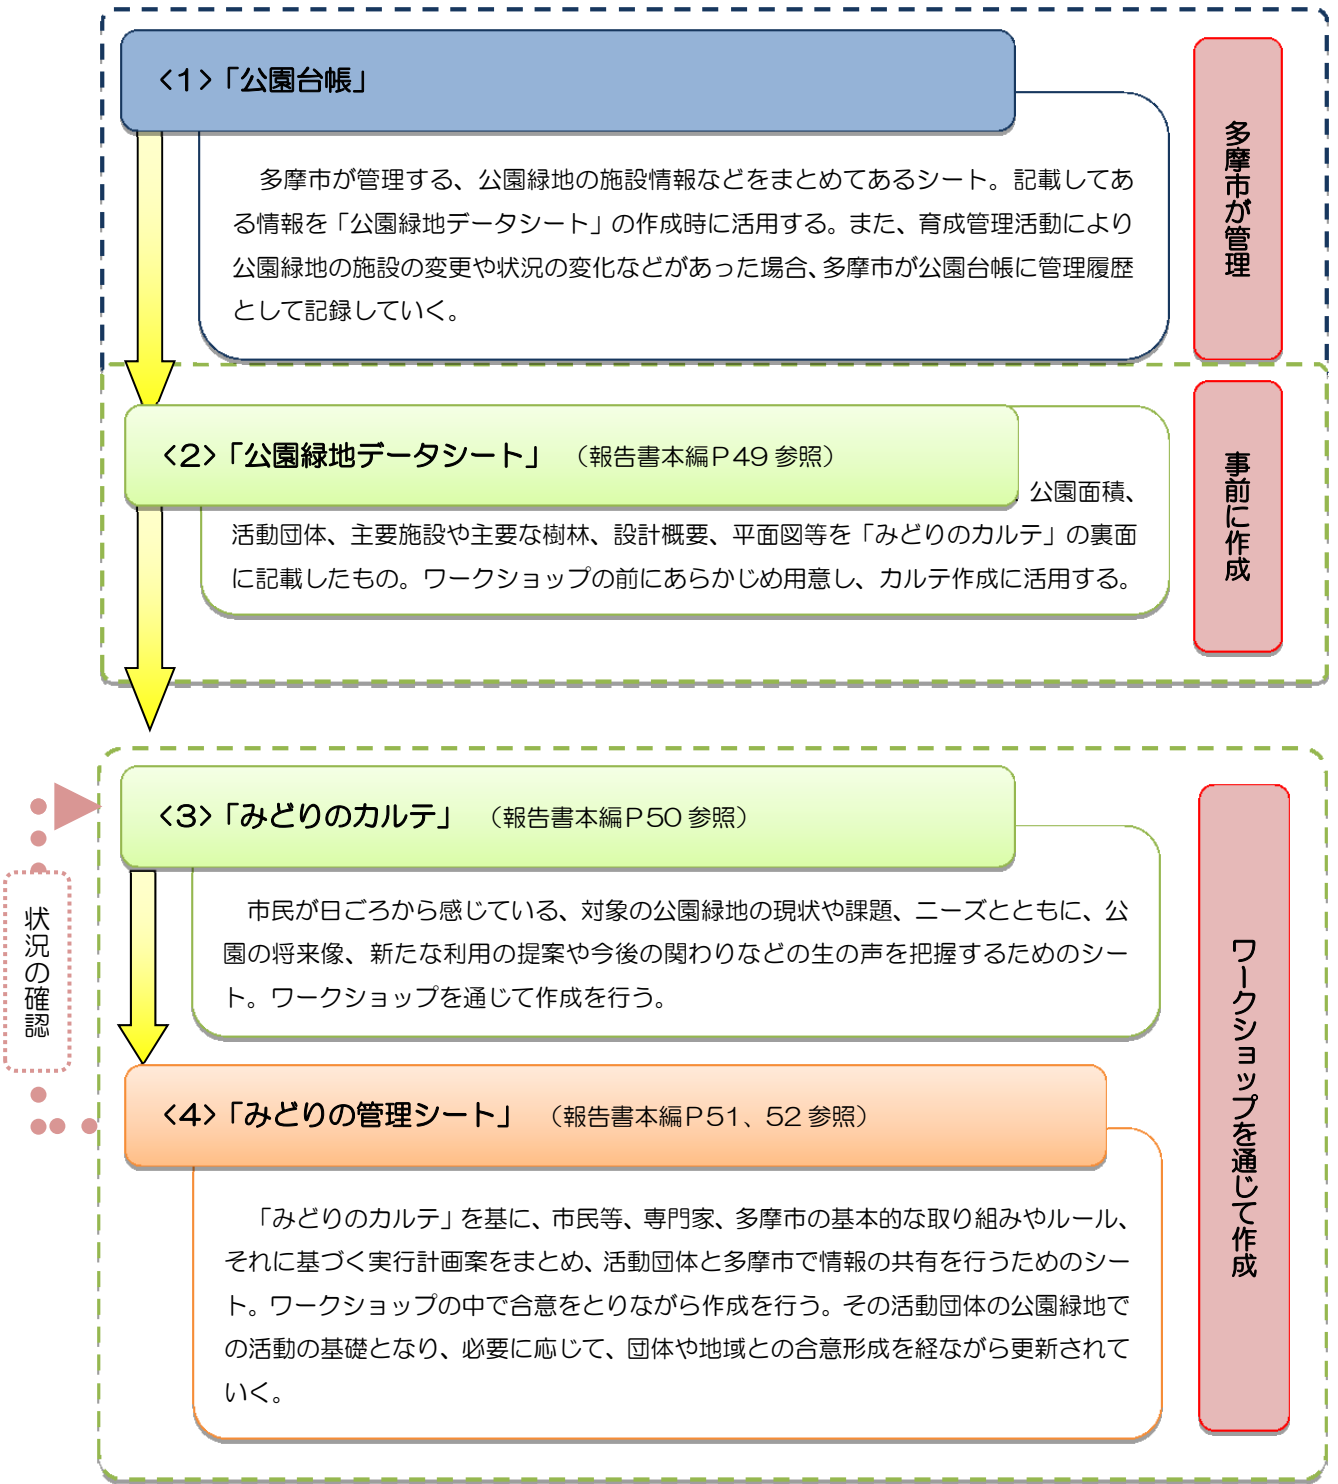 <1>「公園台帳」
多摩市が管理する、公園緑地の施設情報などをまとめてあるシート。記載してあ
る情報を「公園緑地データシート」の作成時に活用する。また、育成管理活動により
公園緑地の施設の変更や状況の変化などがあった場合、多摩市が公園台帳に管理履歴
として記録していく。
多摩市が管理
<2>「公園緑地データシート」 （報告書本編Ｐ49 参照）
、公園面積、
活動団体、主要施設や主要な樹林、設計概要、平面図等を「みどりのカルテ」の裏面
に記載したもの。ワークショップの前にあらかじめ用意し、カルテ作成に活用する。
事前に作成
<3>「みどりのカルテ」 （報告書本編Ｐ50 参照）
市民が日ごろから感じている、対象の公園緑地の現状や課題、ニーズとともに、公
園の将来像、新たな利用の提案や今後の関わりなどの生の声を把握するためのシー
ト。ワークショップを通じて作成を行う。
状況の確認
<4>「みどりの管理シート」 （報告書本編Ｐ51、52 参照）
「みどりのカルテ」を基に、市民等、専門家、多摩市の基本的な取り組みやルール、
それに基づく実行計画案をまとめ、活動団体と多摩市で情報の共有を行うためのシー
ト。ワークショップの中で合意をとりながら作成を行う。その活動団体の公園緑地で
の活動の基礎となり、必要に応じて、団体や地域との合意形成を経ながら更新されて
いく。
ワークショップを通じて作成